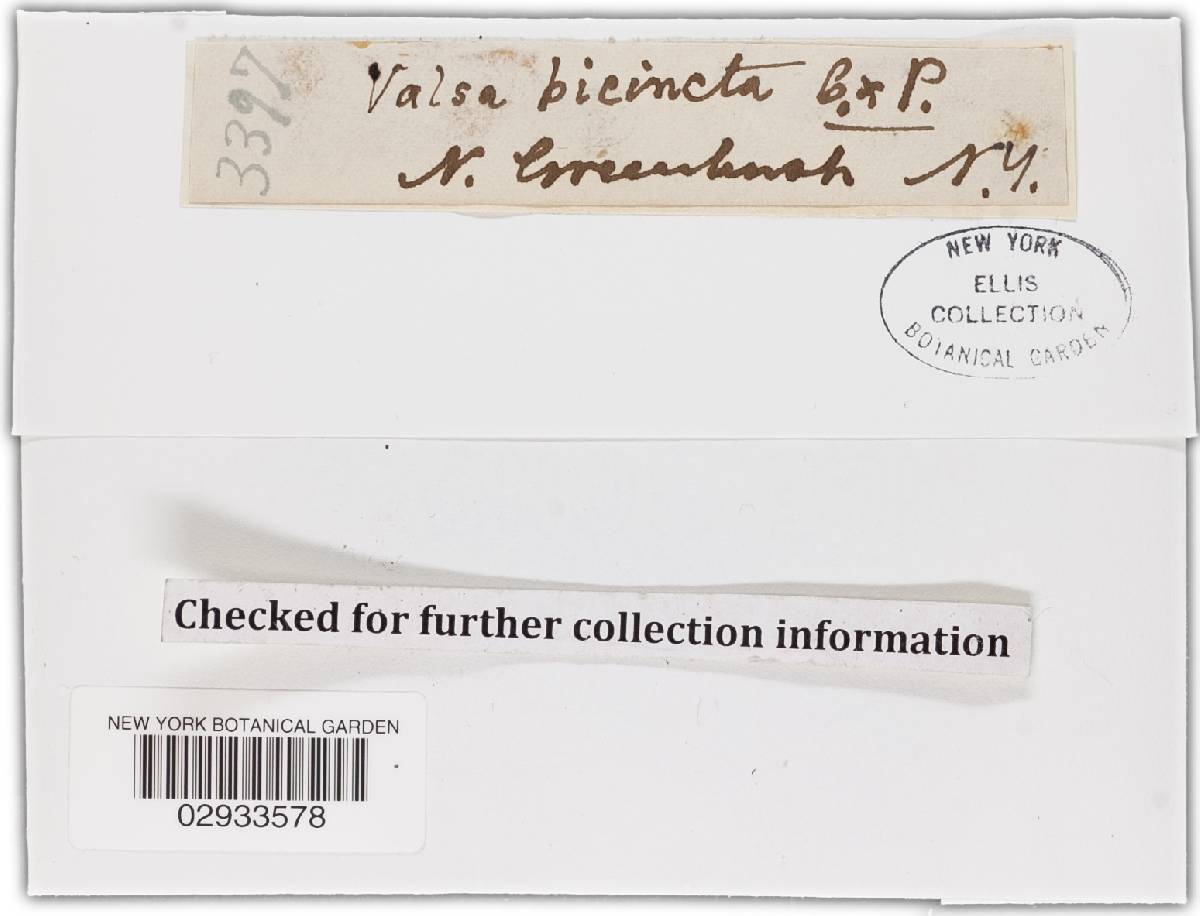 3397
Valsa bicincta C. & P.
N. Greenbush N.Y.
NEW YORK
ELLIS
COLLECTION
BOTANICAL GARDEN
Checked for further collection information
NEW YORK BOTANICAL GARDEN
02933578